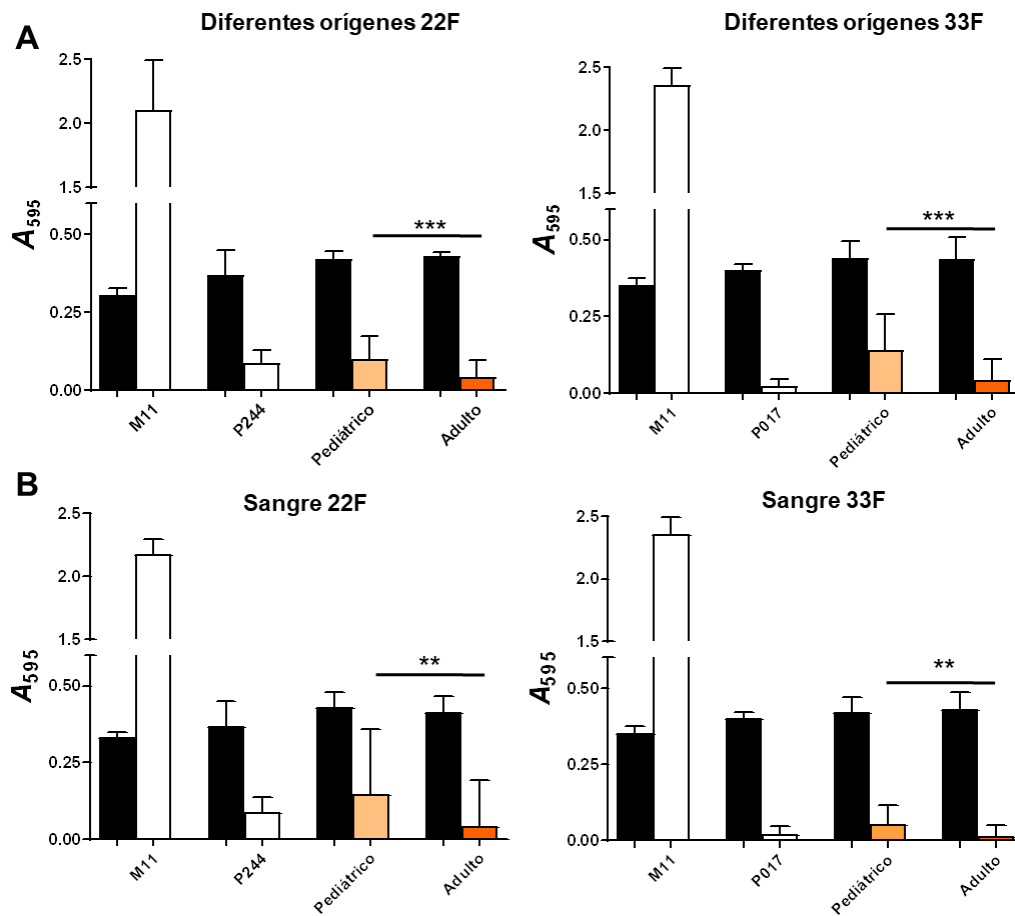 A
Diferentes orígenes 22F
2.5
2.0
1.5
0.50
0.25
0.00
A595
***
M11
P244
Pediátrico
Adulto
Diferentes orígenes 33F
2.5
2.0
1.5
0.50
0.25
0.00
A595
***
M11
P017
Pediátrico
Adulto
B
Sangre 22F
2.5
2.0
1.5
0.50
0.25
0.00
A595
**
M11
P244
Pediátrico
Adulto
Sangre 33F
2.5
2.0
1.5
0.50
0.25
0.00
A595
**
M11
P017
Pediátrico
Adulto